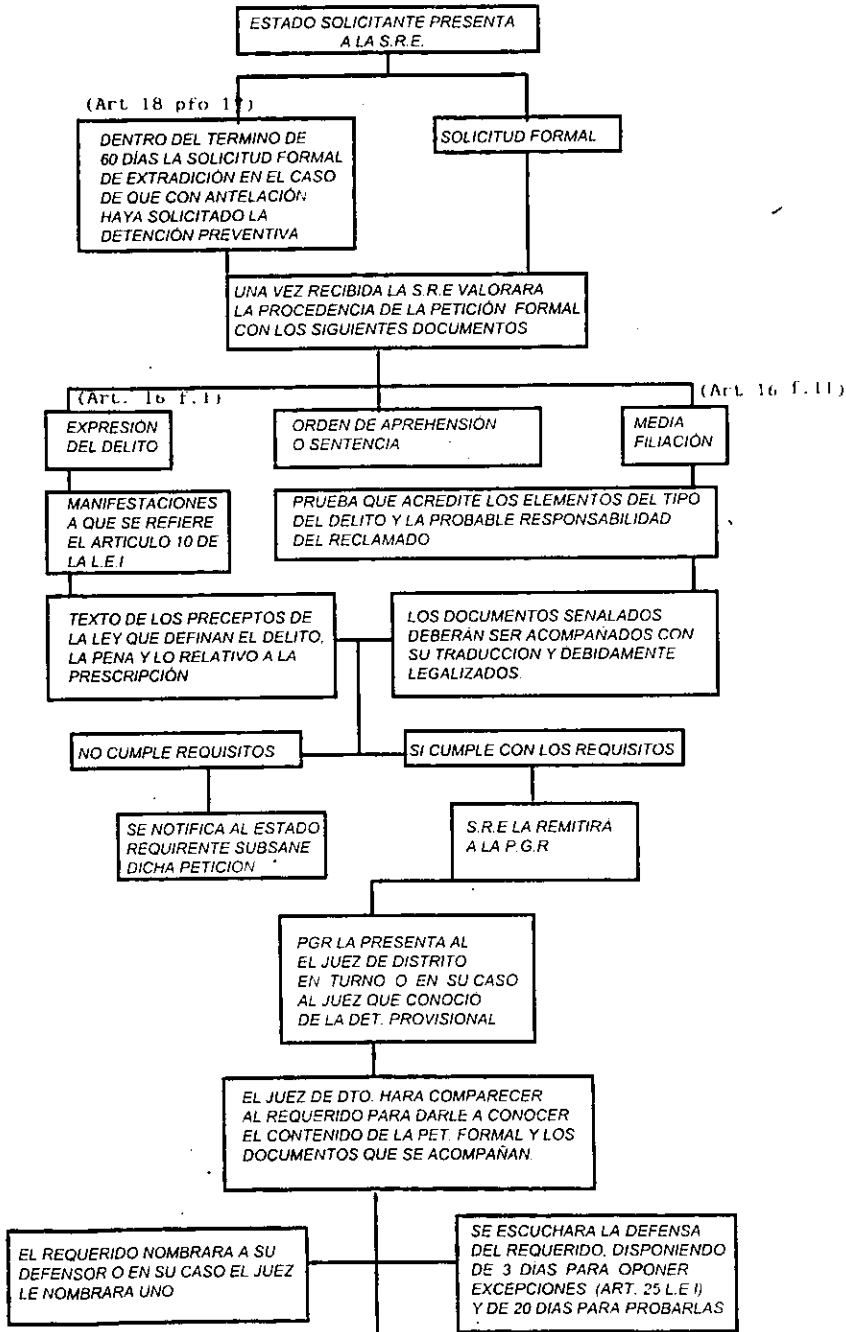 ESTADO SOLICITANTE PRESENTA
A LA S.R.E.
(Art 18 pfo 1º)
DENTRO DEL TERMINO DE
60 DÍAS LA SOLICITUD FORMAL
DE EXTRADICIÓN EN EL CASO
DE QUE CON ANTELACIÓN
HAYA SOLICITADO LA
DETENCIÓN PREVENTIVA
SOLICITUD FORMAL
UNA VEZ RECIBIDA LA S.R.E VALORARA
LA PROCEDENCIA DE LA PETICIÓN FORMAL
CON LOS SIGUIENTES DOCUMENTOS
(Art. 16 f.I)
EXPRESIÓN
DEL DELITO
ORDEN DE APREHENSIÓN
O SENTENCIA
(Art 16 f.II)
MEDIA
FILIACIÓN
MANIFESTACIONES
A QUE SE REFIERE
EL ARTICULO 10 DE
LA L.E.I
PRUEBA QUE ACREDITE LOS ELEMENTOS DEL TIPO
DEL DELITO Y LA PROBABLE RESPONSABILIDAD
DEL RECLAMADO
TEXTO DE LOS PRECEPTOS DE
LA LEY QUE DEFINAN EL DELITO,
LA PENA Y LO RELATIVO A LA
PRESCRIPCIÓN
LOS DOCUMENTOS SENALADOS
DEBERÁN SER ACOMPAÑADOS CON
SU TRADUCCION Y DEBIDAMENTE
LEGALIZADOS.
NO CUMPLE REQUISITOS
SI CUMPLE CON LOS REQUISITOS
SE NOTIFICA AL ESTADO
REQUIRENTE SUBSANE
DICHA PETICION
S.R.E LA REMITIRÁ
A LA P.G.R
PGR LA PRESENTA AL
EL JUEZ DE DISTRITO
EN TURNO O EN SU CASO
AL JUEZ QUE CONOCIÓ
DE LA DET. PROVISIONAL
EL JUEZ DE DTO. HARA COMPARECER
AL REQUERIDO PARA DARLE A CONOCER
EL CONTENIDO DE LA PET. FORMAL Y LOS
DOCUMENTOS QUE SE ACOMPAÑAN.
EL REQUERIDO NOMBRARA A SU
DEFENSOR O EN SU CASO EL JUEZ
LE NOMBRARA UNO
SE ESCUCHARA LA DEFENSA
DEL REQUERIDO, DISPONIENDO
DE 3 DÍAS PARA OPONER
EXCEPCIONES (ART. 25 L.E I)
Y DE 20 DIAS PARA PROBARLAS